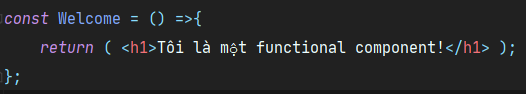 const Welcome = () =>{
return ( <h1>Tôi là một functional component!</h1> );
};